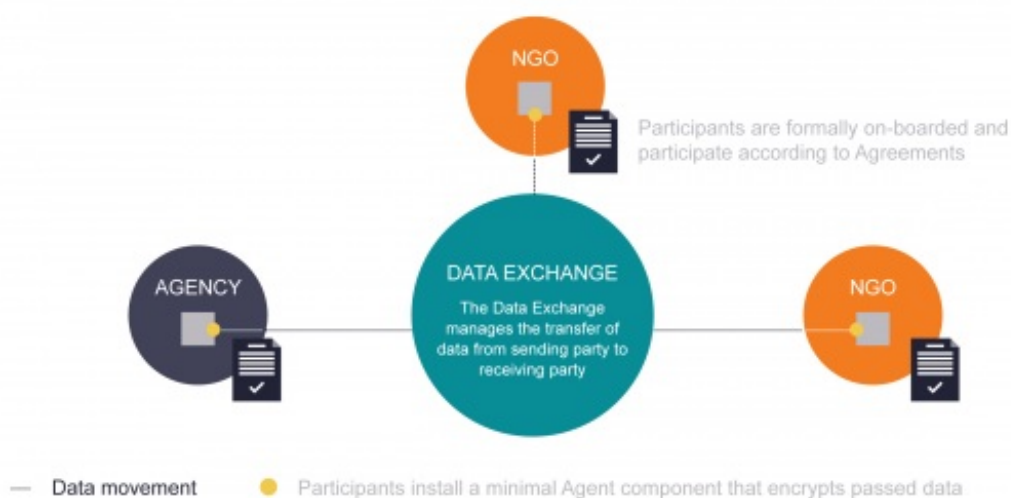 NGO
Participants are formally on-boarded and
participate according to Agreements
AGENCY
DATA EXCHANGE
The Data Exchange
manages the transfer of
data from sending party to
receiving party
NGO
Data movement
Participants install a minimal Agent component that encrypts passed data